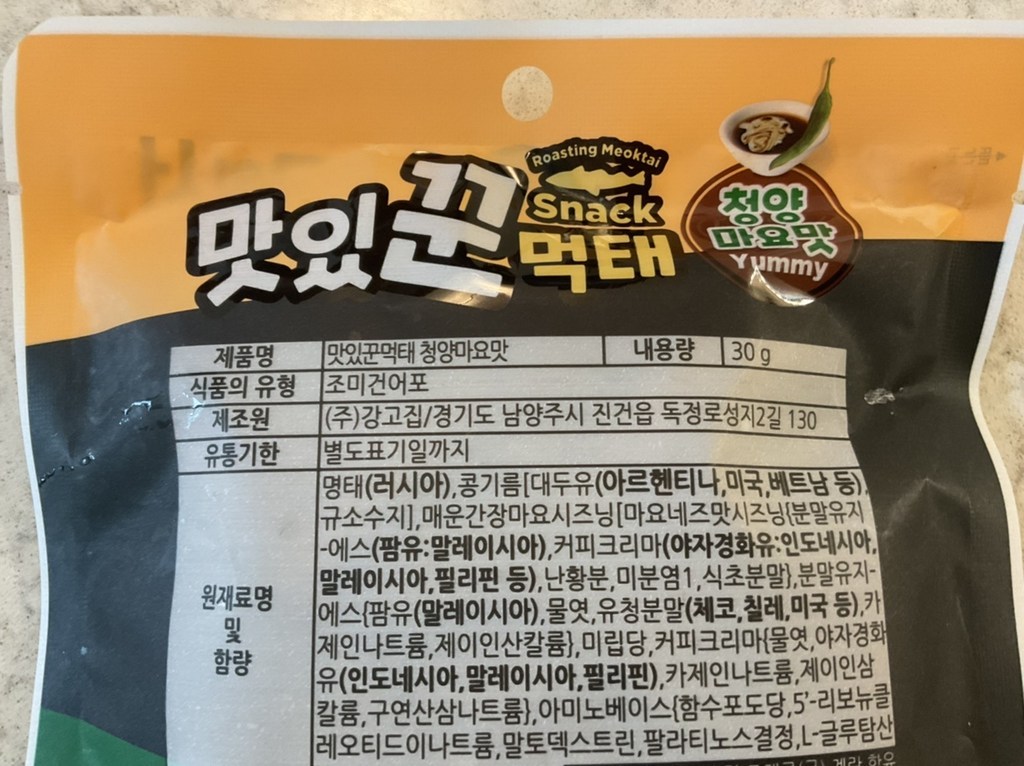 Roasting Meoktai
Snack
맛있꾼 먹태
청양
마요맛
Yummy
제품명 맛있꾼먹태 청양마요맛 내용량 30 g
식품의 유형 조미건어포
제조원 (주)강고집/경기도 남양주시 진건읍 독정로성지2길 130
유통기한 별도표기일까지
원재료명 및 함량
명태(러시아),콩기름[대두유(아르헨티나,미국,베트남 등),
규소수지],매운간장마요시즈닝[마요네즈맛시즈닝{분말유지
-에스(팜유:말레이시아),커피크리마(야자경화유:인도네시아,
말레이시아,필리핀 등),난황분,미분염1,식초분말},분말유지-
에스{팜유(말레이시아),물엿,유청분말(체코,칠레,미국 등),카
제인나트륨,제이인산칼륨},미립당,커피크리마{물엿,야자경화
유(인도네시아,말레이시아,필리핀),카제인나트륨,제이인삼
칼륨,구연산삼나트륨},아미노베이스{함수포도당,5'-리보뉴클
레오티드이나트륨,말토덱스트린,팔라티노스결정,L-글루탐산